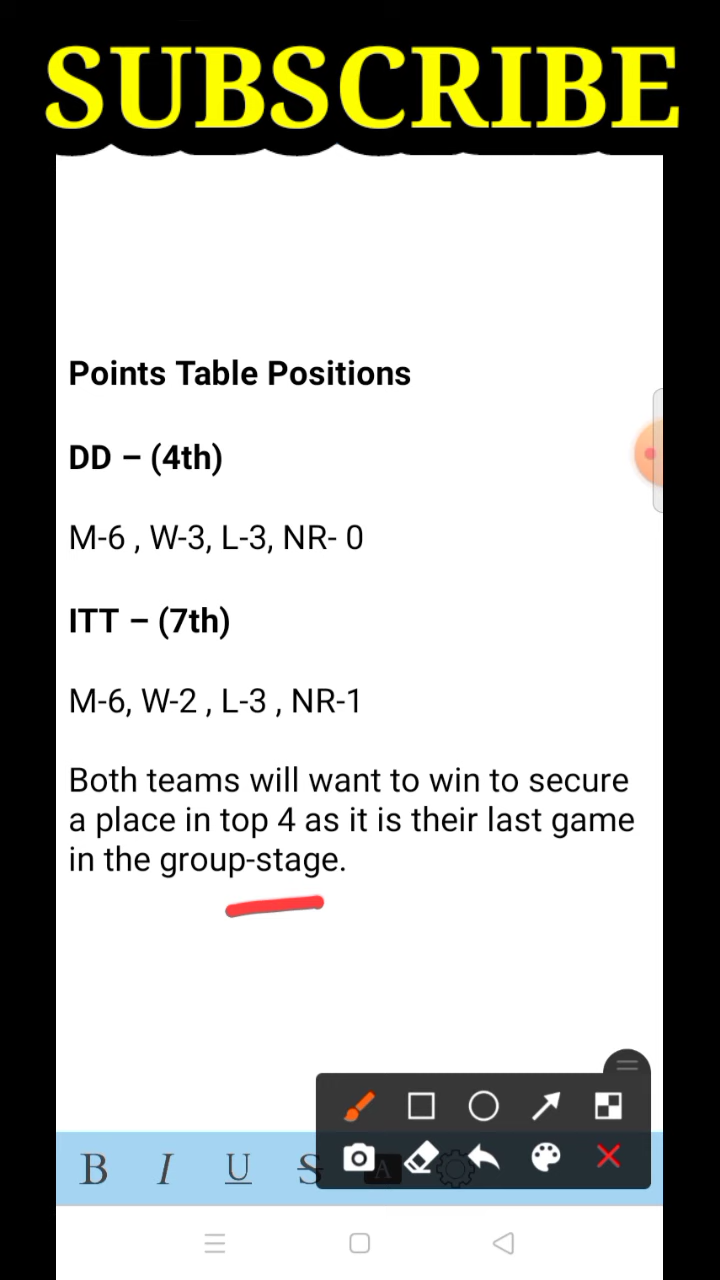 SUBSCRIBE
Points Table Positions
DD – (4th)
M-6 , W-3, L-3, NR- 0
ITT – (7th)
M-6, W-2 , L-3 , NR-1
Both teams will want to win to secure
a place in top 4 as it is their last game
in the group-stage.
B I U S A